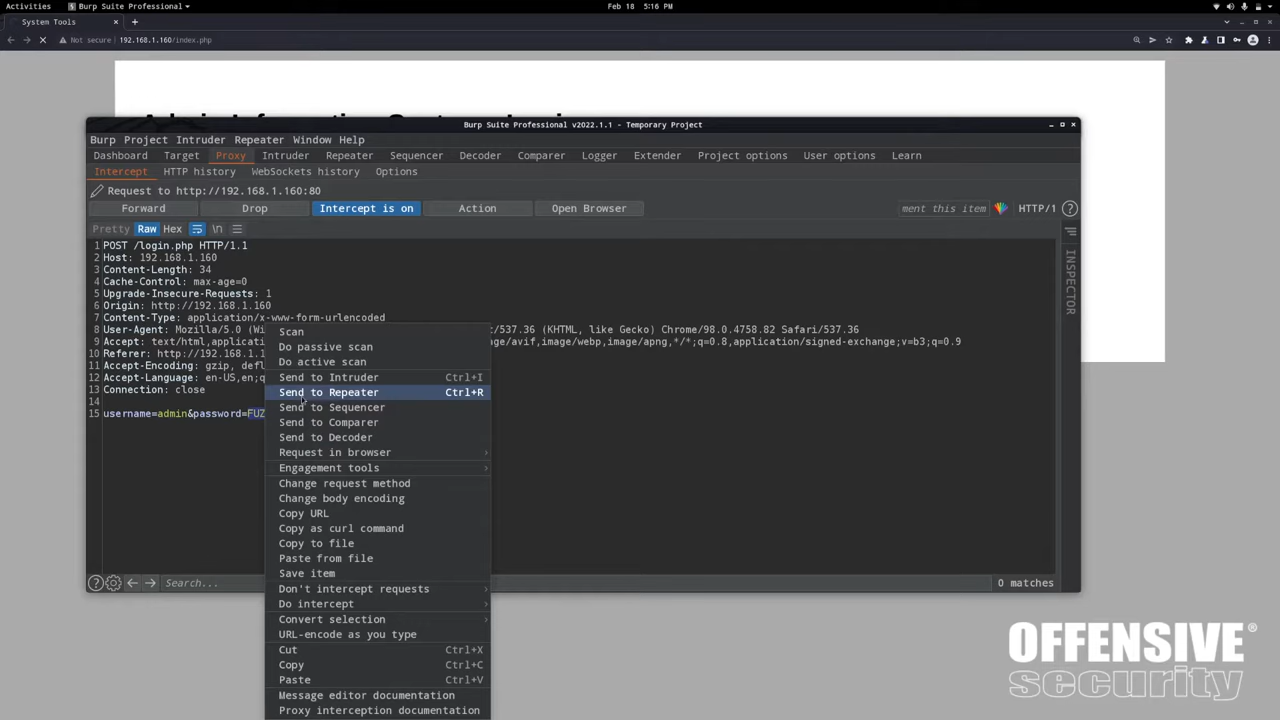 Activities
Burp Suite Professional
Feb 18 5:16 PM
System Tools
Not secure 192.168.1.160/index.php
Burp Suite Professional v2022.1.1 - Temporary Project
Burp Project Intruder Repeater Window Help
Dashboard Target Proxy Intruder Repeater Sequencer Decoder Comparer Logger Extender Project options User options Learn
Intercept HTTP history WebSockets history Options
Request to http://192.168.1.160:80
Forward Drop Intercept is on Action Open Browser ment this item HTTP/1 ?
Pretty Raw Hex \n
INSPECTOR
1 POST /login.php HTTP/1.1
2 Host: 192.168.1.160
3 Content-Length: 34
4 Cache-Control: max-age=0
5 Upgrade-Insecure-Requests: 1
6 Origin: http://192.168.1.160
7 Content-Type: application/x-www-form-urlencoded
8 User-Agent: Mozilla/5.0 (Wi /537.36 (KHTML, like Gecko) Chrome/98.0.4758.82 Safari/537.36
9 Accept: text/html,applicati /avif,image/webp,image/apng,*/*;q=0.8,application/signed-exchange;v=b3;q=0.9
10 Referer: http://192.168.1.1
11 Accept-Encoding: gzip, defl
12 Accept-Language: en-US,en;q
13 Connection: close
14
15 username=admin&password=FUZ
Scan
Do passive scan
Do active scan
Send to Intruder Ctrl+I
Send to Repeater Ctrl+R
Send to Sequencer
Send to Comparer
Send to Decoder
Request in browser
Engagement tools
Change request method
Change body encoding
Copy URL
Copy as curl command
Copy to file
Paste from file
Save item
Don't intercept requests
Do intercept
Convert selection
URL-encode as you type
Cut Ctrl+X
Copy Ctrl+C
Paste Ctrl+V
Message editor documentation
Proxy interception documentation
? Search... 0 matches
OFFENSIVE®
security